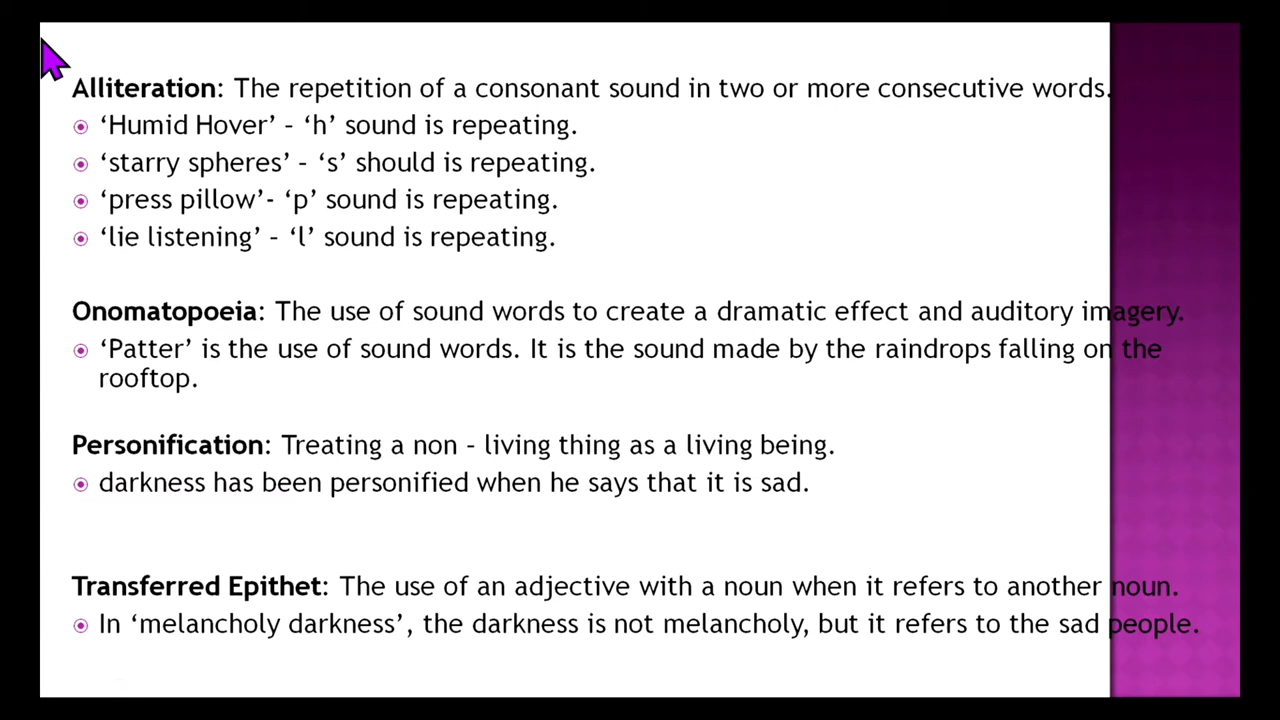 Alliteration: The repetition of a consonant sound in two or more consecutive words.
‘Humid Hover’ – ‘h’ sound is repeating.
‘starry spheres’ – ‘s’ should is repeating.
‘press pillow’- ‘p’ sound is repeating.
‘lie listening’ – ‘l’ sound is repeating.
Onomatopoeia: The use of sound words to create a dramatic effect and auditory imagery.
‘Patter’ is the use of sound words. It is the sound made by the raindrops falling on the
rooftop.
Personification: Treating a non – living thing as a living being.
darkness has been personified when he says that it is sad.
Transferred Epithet: The use of an adjective with a noun when it refers to another noun.
In ‘melancholy darkness’, the darkness is not melancholy, but it refers to the sad people.